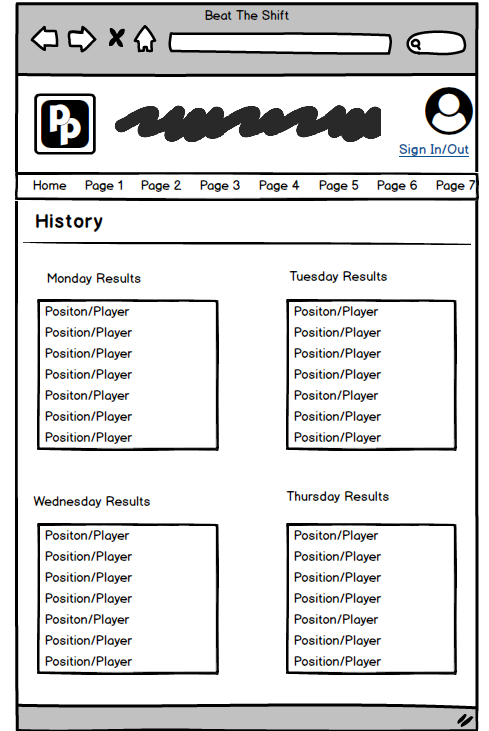 Beat The Shift
Pp
Sign In/Out
Home Page 1 Page 2 Page 3 Page 4 Page 5 Page 6 Page 7
History
Monday Results
Positon/Player
Position/Player
Position/Player
Position/Player
Positon/Player
Position/Player
Position/Player
Tuesday Results
Positon/Player
Position/Player
Position/Player
Position/Player
Positon/Player
Position/Player
Position/Player
Wednesday Results
Positon/Player
Position/Player
Position/Player
Position/Player
Positon/Player
Position/Player
Position/Player
Thursday Results
Positon/Player
Position/Player
Position/Player
Position/Player
Positon/Player
Position/Player
Position/Player